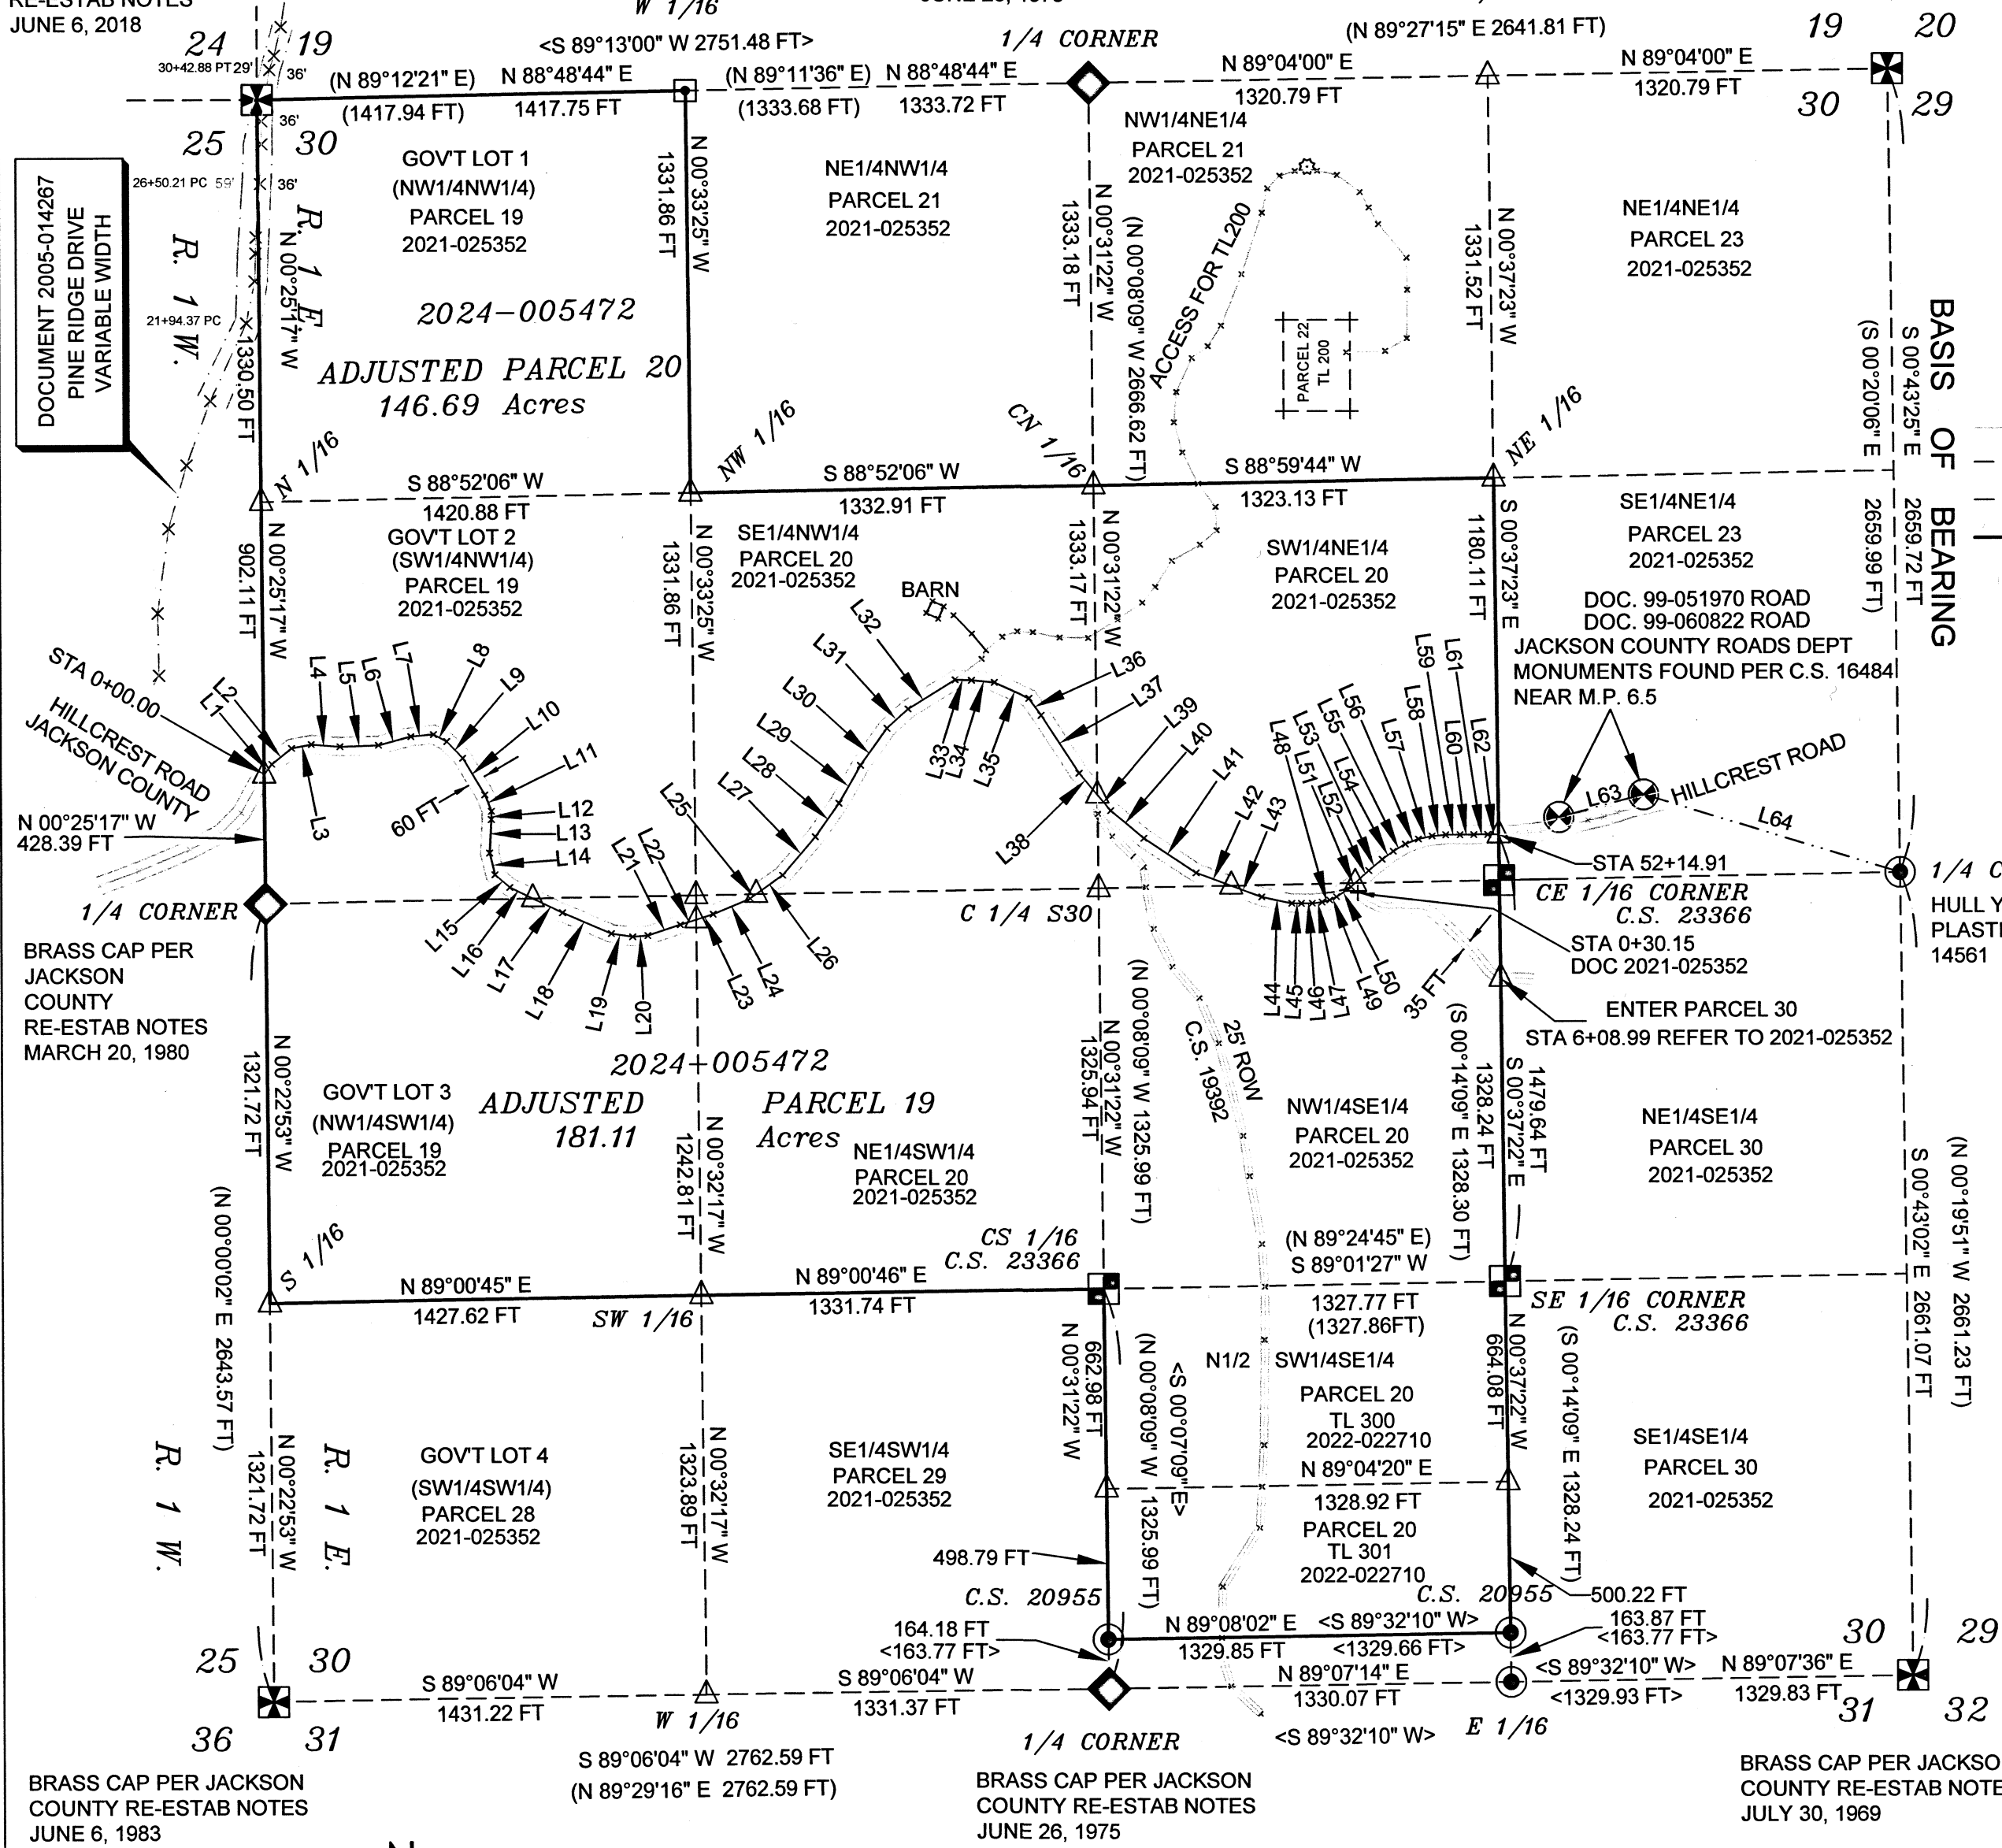 RE-ESTAB NOTES
JUNE 6, 2018
W 1/16
<S 89°13'00" W 2751.48 FT>
1/4 CORNER
(N 89°27'15" E 2641.81 FT)
24
19
19
20
30+42.88 PT 29'
36'
(N 89°12'21" E)
N 88°48'44" E
(N 89°11'36" E)
N 88°48'44" E
N 89°04'00" E
N 89°04'00" E
(1417.94 FT)
1417.75 FT
(1333.68 FT)
1333.72 FT
1320.79 FT
1320.79 FT
36'
25
30
30
29
DOCUMENT 2005-014267
PINE RIDGE DRIVE
VARIABLE WIDTH
26+50.21 PC 59'
36'
21+94.37 PC
R. 1 W.
R. 1 E.
N 00°25'17" W
1330.50 FT
GOV'T LOT 1
(NW1/4NW1/4)
PARCEL 19
2021-025352
N 00°33'25" W
1331.86 FT
NE1/4NW1/4
PARCEL 21
2021-025352
NW1/4NE1/4
PARCEL 21
2021-025352
N 00°31'22" W
1333.18 FT
(N 00°08'09" W 2666.62 FT)
ACCESS FOR TL200
PARCEL 22
TL 200
N 00°37'23" W
1331.52 FT
NE1/4NE1/4
PARCEL 23
2021-025352
BASIS OF BEARING
S 00°43'25" E 2659.72 FT
(S 00°20'06" E 2659.99 FT)
2024-005472
ADJUSTED PARCEL 20
146.69 Acres
N 1/16
NW 1/16
CN 1/16
NE 1/16
S 88°52'06" W
1420.88 FT
S 88°52'06" W
1332.91 FT
S 88°59'44" W
1323.13 FT
GOV'T LOT 2
(SW1/4NW1/4)
PARCEL 19
2021-025352
N 00°25'17" W
902.11 FT
N 00°33'25" W
1331.86 FT
SE1/4NW1/4
PARCEL 20
2021-025352
N 00°31'22" W
1333.17 FT
SW1/4NE1/4
PARCEL 20
2021-025352
S 00°37'23" E
1180.11 FT
SE1/4NE1/4
PARCEL 23
2021-025352
DOC. 99-051970 ROAD
DOC. 99-060822 ROAD
JACKSON COUNTY ROADS DEPT
MONUMENTS FOUND PER C.S. 16484
NEAR M.P. 6.5
BARN
STA 0+00.00
HILLCREST ROAD
JACKSON COUNTY
L1
L2
L3
L4
L5
L6
L7
L8
L9
L10
L11
L12
L13
L14
L15
L16
L17
L18
L19
L20
L21
L22
L23
L24
L25
L26
L27
L28
L29
L30
L31
L32
L33
L34
L35
L36
L37
L38
L39
L40
L41
L42
L43
L44
L45
L46
L47
L48
L49
L50
L51
L52
L53
L54
L55
L56
L57
L58
L59
L60
L61
L62
L63
L64
60 FT
HILLCREST ROAD
N 00°25'17" W
428.39 FT
1/4 CORNER
BRASS CAP PER
JACKSON
COUNTY
RE-ESTAB NOTES
MARCH 20, 1980
C 1/4 S30
STA 52+14.91
CE 1/16 CORNER
C.S. 23366
STA 0+30.15
DOC 2021-025352
35 FT
ENTER PARCEL 30
STA 6+08.99 REFER TO 2021-025352
1/4 C
HULL Y
PLASTI
14561
N 00°22'53" W
1321.72 FT
GOV'T LOT 3
(NW1/4SW1/4)
PARCEL 19
2021-025352
2024-005472
ADJUSTED PARCEL 19
181.11 Acres
N 00°32'17" W
1242.81 FT
NE1/4SW1/4
PARCEL 20
2021-025352
N 00°31'22" W
1325.94 FT
(N 00°08'09" W 1325.99 FT)
C.S. 19392
25' ROW
NW1/4SE1/4
PARCEL 20
2021-025352
(S 00°14'09" E 1328.30 FT)
1328.24 FT
S 00°37'22" E
1479.64 FT
NE1/4SE1/4
PARCEL 30
2021-025352
S 00°43'02" E 2661.07 FT
(N 00°19'51" W 2661.23 FT)
(N 00°00'02" E 2643.57 FT)
S 1/16
N 89°00'45" E
1427.62 FT
SW 1/16
N 89°00'46" E
1331.74 FT
CS 1/16
C.S. 23366
(N 89°24'45" E)
S 89°01'27" W
1327.77 FT
(1327.86FT)
SE 1/16 CORNER
C.S. 23366
R. 1 W.
R. 1 E.
N 00°22'53" W
1321.72 FT
GOV'T LOT 4
(SW1/4SW1/4)
PARCEL 28
2021-025352
N 00°32'17" W
1323.89 FT
SE1/4SW1/4
PARCEL 29
2021-025352
662.98 FT
N 00°31'22" W
(N 00°08'09" W 1325.99 FT)
<S 00°07'09" E>
N1/2 SW1/4SE1/4
PARCEL 20
TL 300
2022-022710
N 89°04'20" E
1328.92 FT
PARCEL 20
TL 301
2022-022710
N 00°37'22" W
664.08 FT
(S 00°14'09" E 1328.24 FT)
SE1/4SE1/4
PARCEL 30
2021-025352
498.79 FT
C.S. 20955
C.S. 20955
500.22 FT
164.18 FT
<163.77 FT>
N 89°08'02" E
<S 89°32'10" W>
1329.85 FT
<1329.66 FT>
163.87 FT
<163.77 FT>
25
30
30
29
S 89°06'04" W
1431.22 FT
S 89°06'04" W
1331.37 FT
N 89°07'14" E
1330.07 FT
<S 89°32'10" W>
<1329.93 FT>
N 89°07'36" E
1329.83 FT
36
31
W 1/16
1/4 CORNER
<S 89°32'10" W>
E 1/16
31
32
S 89°06'04" W 2762.59 FT
(N 89°29'16" E 2762.59 FT)
BRASS CAP PER JACKSON
COUNTY RE-ESTAB NOTES
JUNE 6, 1983
BRASS CAP PER JACKSON
COUNTY RE-ESTAB NOTES
JUNE 26, 1975
BRASS CAP PER JACKSO
COUNTY RE-ESTAB NOTE
JULY 30, 1969